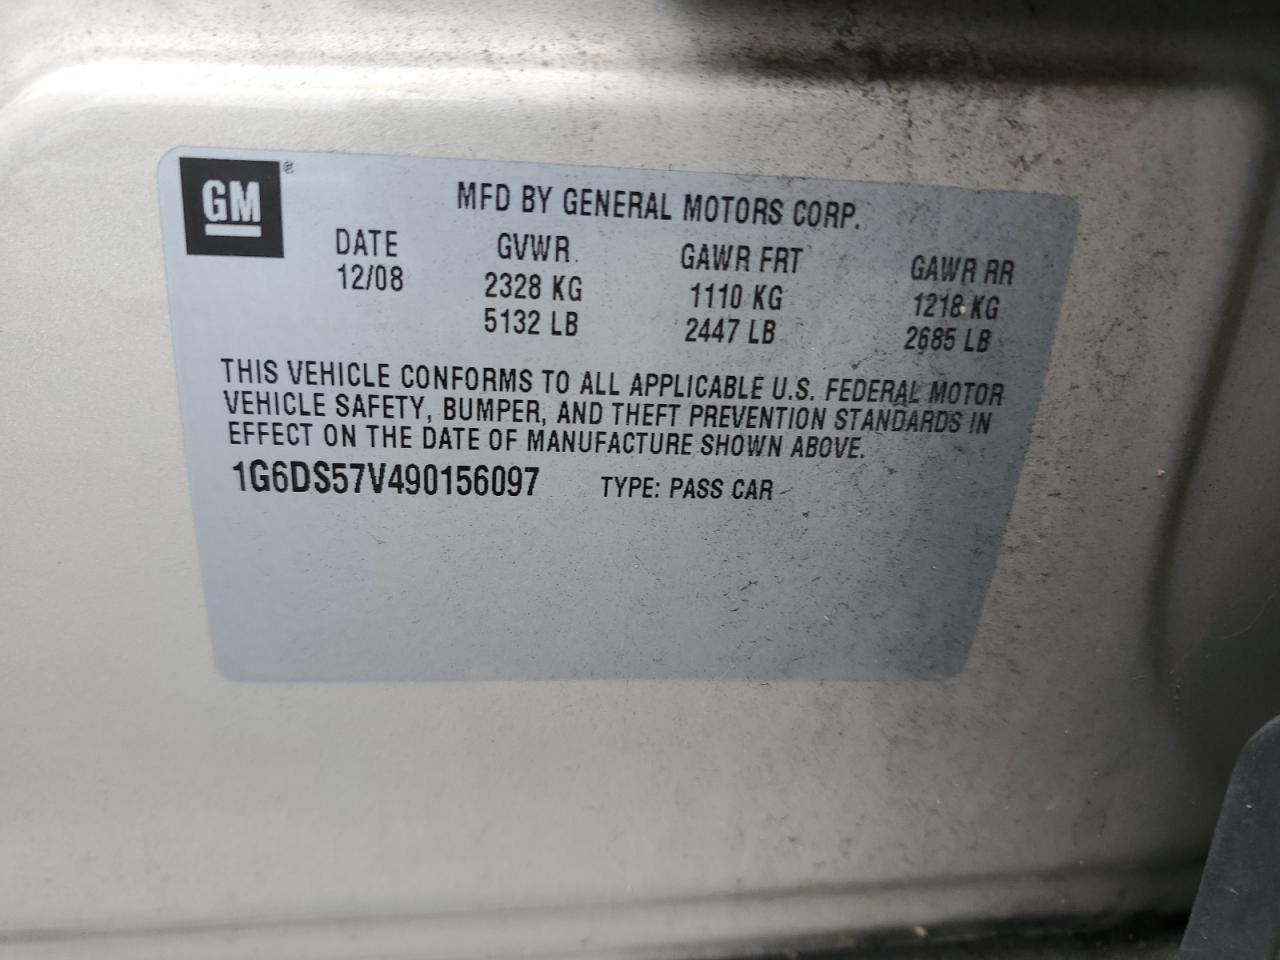 GM ®
MFD BY GENERAL MOTORS CORP.
DATE GVWR GAWR FRT GAWR RR
12/08 2328 KG 1110 KG 1218 KG
5132 LB 2447 LB 2685 LB
THIS VEHICLE CONFORMS TO ALL APPLICABLE U.S. FEDERAL MOTOR
VEHICLE SAFETY, BUMPER, AND THEFT PREVENTION STANDARDS IN
EFFECT ON THE DATE OF MANUFACTURE SHOWN ABOVE.
1G6DS57V490156097 TYPE: PASS CAR